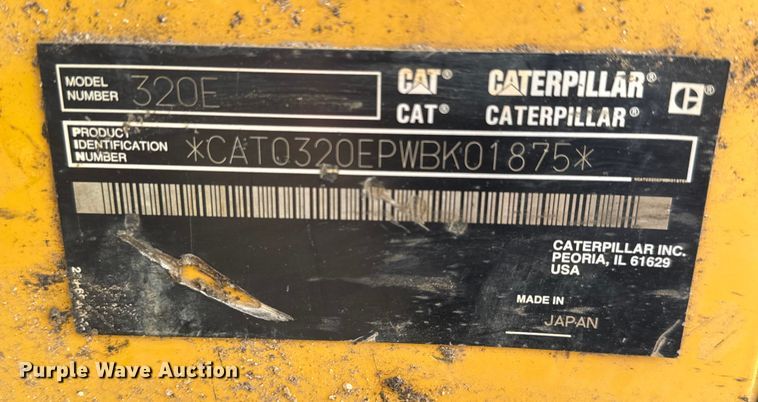 MODEL NUMBER 320E
CAT® CATERPILLAR®
CAT® CATERPILLAR®
PRODUCT IDENTIFICATION NUMBER *CAT0320EPWBK01875*
CATERPILLAR INC.
PEORIA, IL 61629
USA
MADE IN
JAPAN
Purple Wave Auction